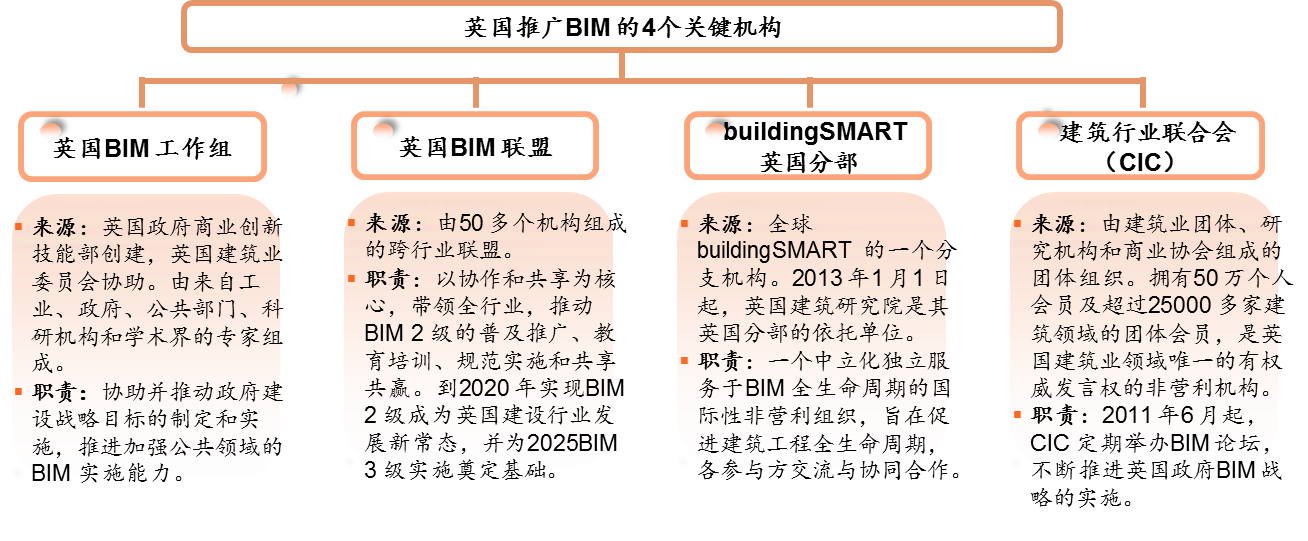 英国推广BIM的4个关键机构
英国BIM工作组
▪ 来源：英国政府商业创新
技能部创建，英国建筑业
委员会协助。由来自工
业、政府、公共部门、科
研机构和学术界的专家组
成。
▪ 职责：协助并推动政府建
设战略目标的制定和实
施，推进加强公共领域的
BIM 实施能力。
英国BIM联盟
▪ 来源：由50多个机构组成
的跨行业联盟。
▪ 职责：以协作和共享为核
心，带领全行业，推动
BIM 2级的普及推广、教
育培训、规范实施和共享
共赢。到2020年实现BIM
2级成为英国建设行业发
展新常态，并为2025BIM
3级实施奠定基础。
buildingSMART
英国分部
▪ 来源：全球
buildingSMART 的一个分
支机构。2013年1月1日
起，英国建筑研究院是其
英国分部的依托单位。
▪ 职责：一个中立化独立服
务于BIM全生命周期的国
际性非营利组织，旨在促
进建筑工程全生命周期，
各参与方交流与协同合作。
建筑行业联合会
（CIC）
▪ 来源：由建筑业团体、研
究机构和商业协会组成的
团体组织。拥有50万个人
会员及超过25000多家建
筑领域的团体会员，是英
国建筑业领域唯一的有权
威发言权的非营利机构。
▪ 职责：2011年6月起，
CIC 定期举办BIM论坛，
不断推进英国政府BIM战
略的实施。